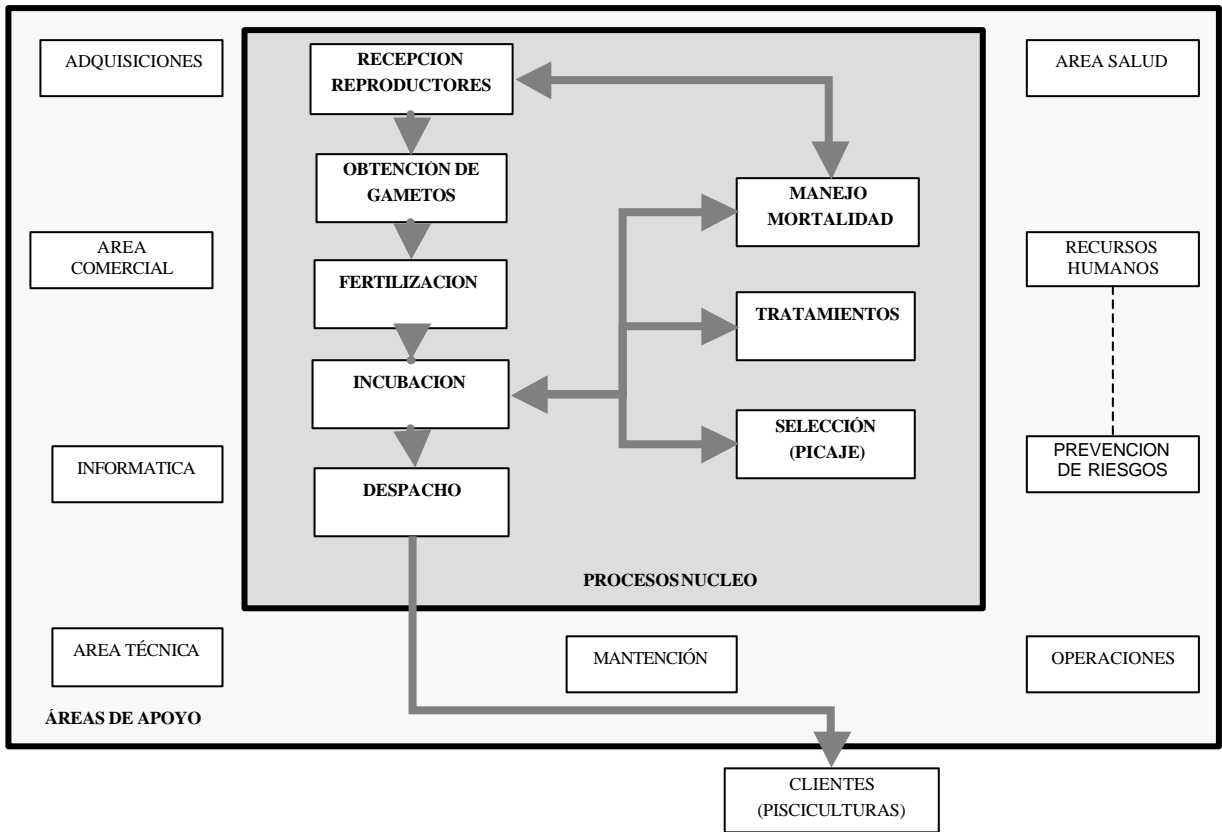 ADQUISICIONES
RECEPCION
REPRODUCTORES
AREA SALUD
OBTENCIÓN DE
GAMETOS
MANEJO
MORTALIDAD
AREA
COMERCIAL
FERTILIZACION
RECURSOS
HUMANOS
TRATAMIENTOS
INCUBACION
SELECCIÓN
(PICAJE)
INFORMATICA
DESPACHO
PREVENCION
DE RIESGOS
PROCESOS NUCLEO
AREA TÉCNICA
MANTENCIÓN
OPERACIONES
ÁREAS DE APOYO
CLIENTES
(PISCICULTURAS)